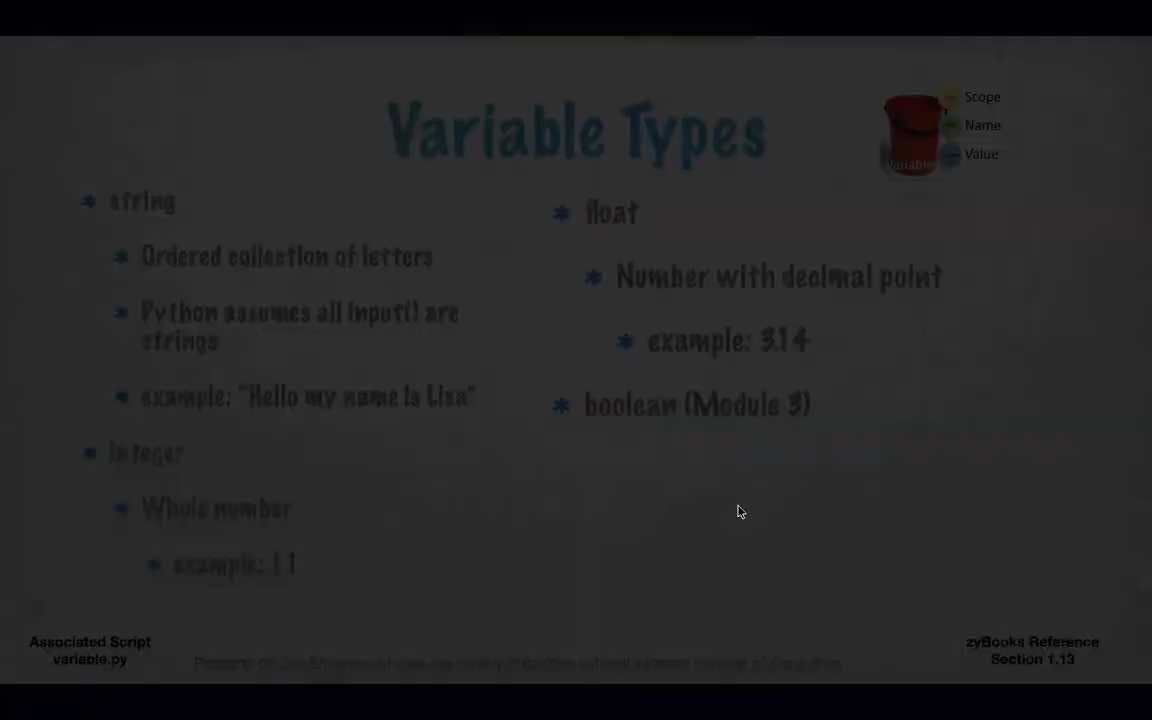 Variable Types
Scope
Name
Value
Variable
string
Ordered collection of letters
Python assumes all input() are
strings
example: "Hello my name is Lisa"
integer
Whole number
example: 11
float
Number with decimal point
example: 3.14
boolean (Module 3)
Associated Script
variable.py
zyBooks Reference
Section 1.13